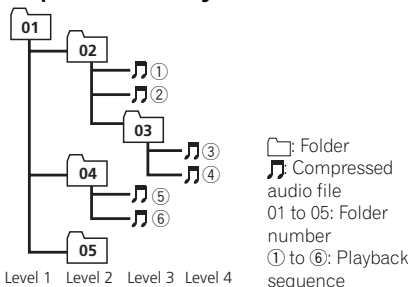 01
02
①
②
03
③
④
04
⑤
⑥
05
Level 1 Level 2 Level 3 Level 4
: Folder
: Compressed
audio file
01 to 05: Folder
number
① to ⑥: Playback
sequence